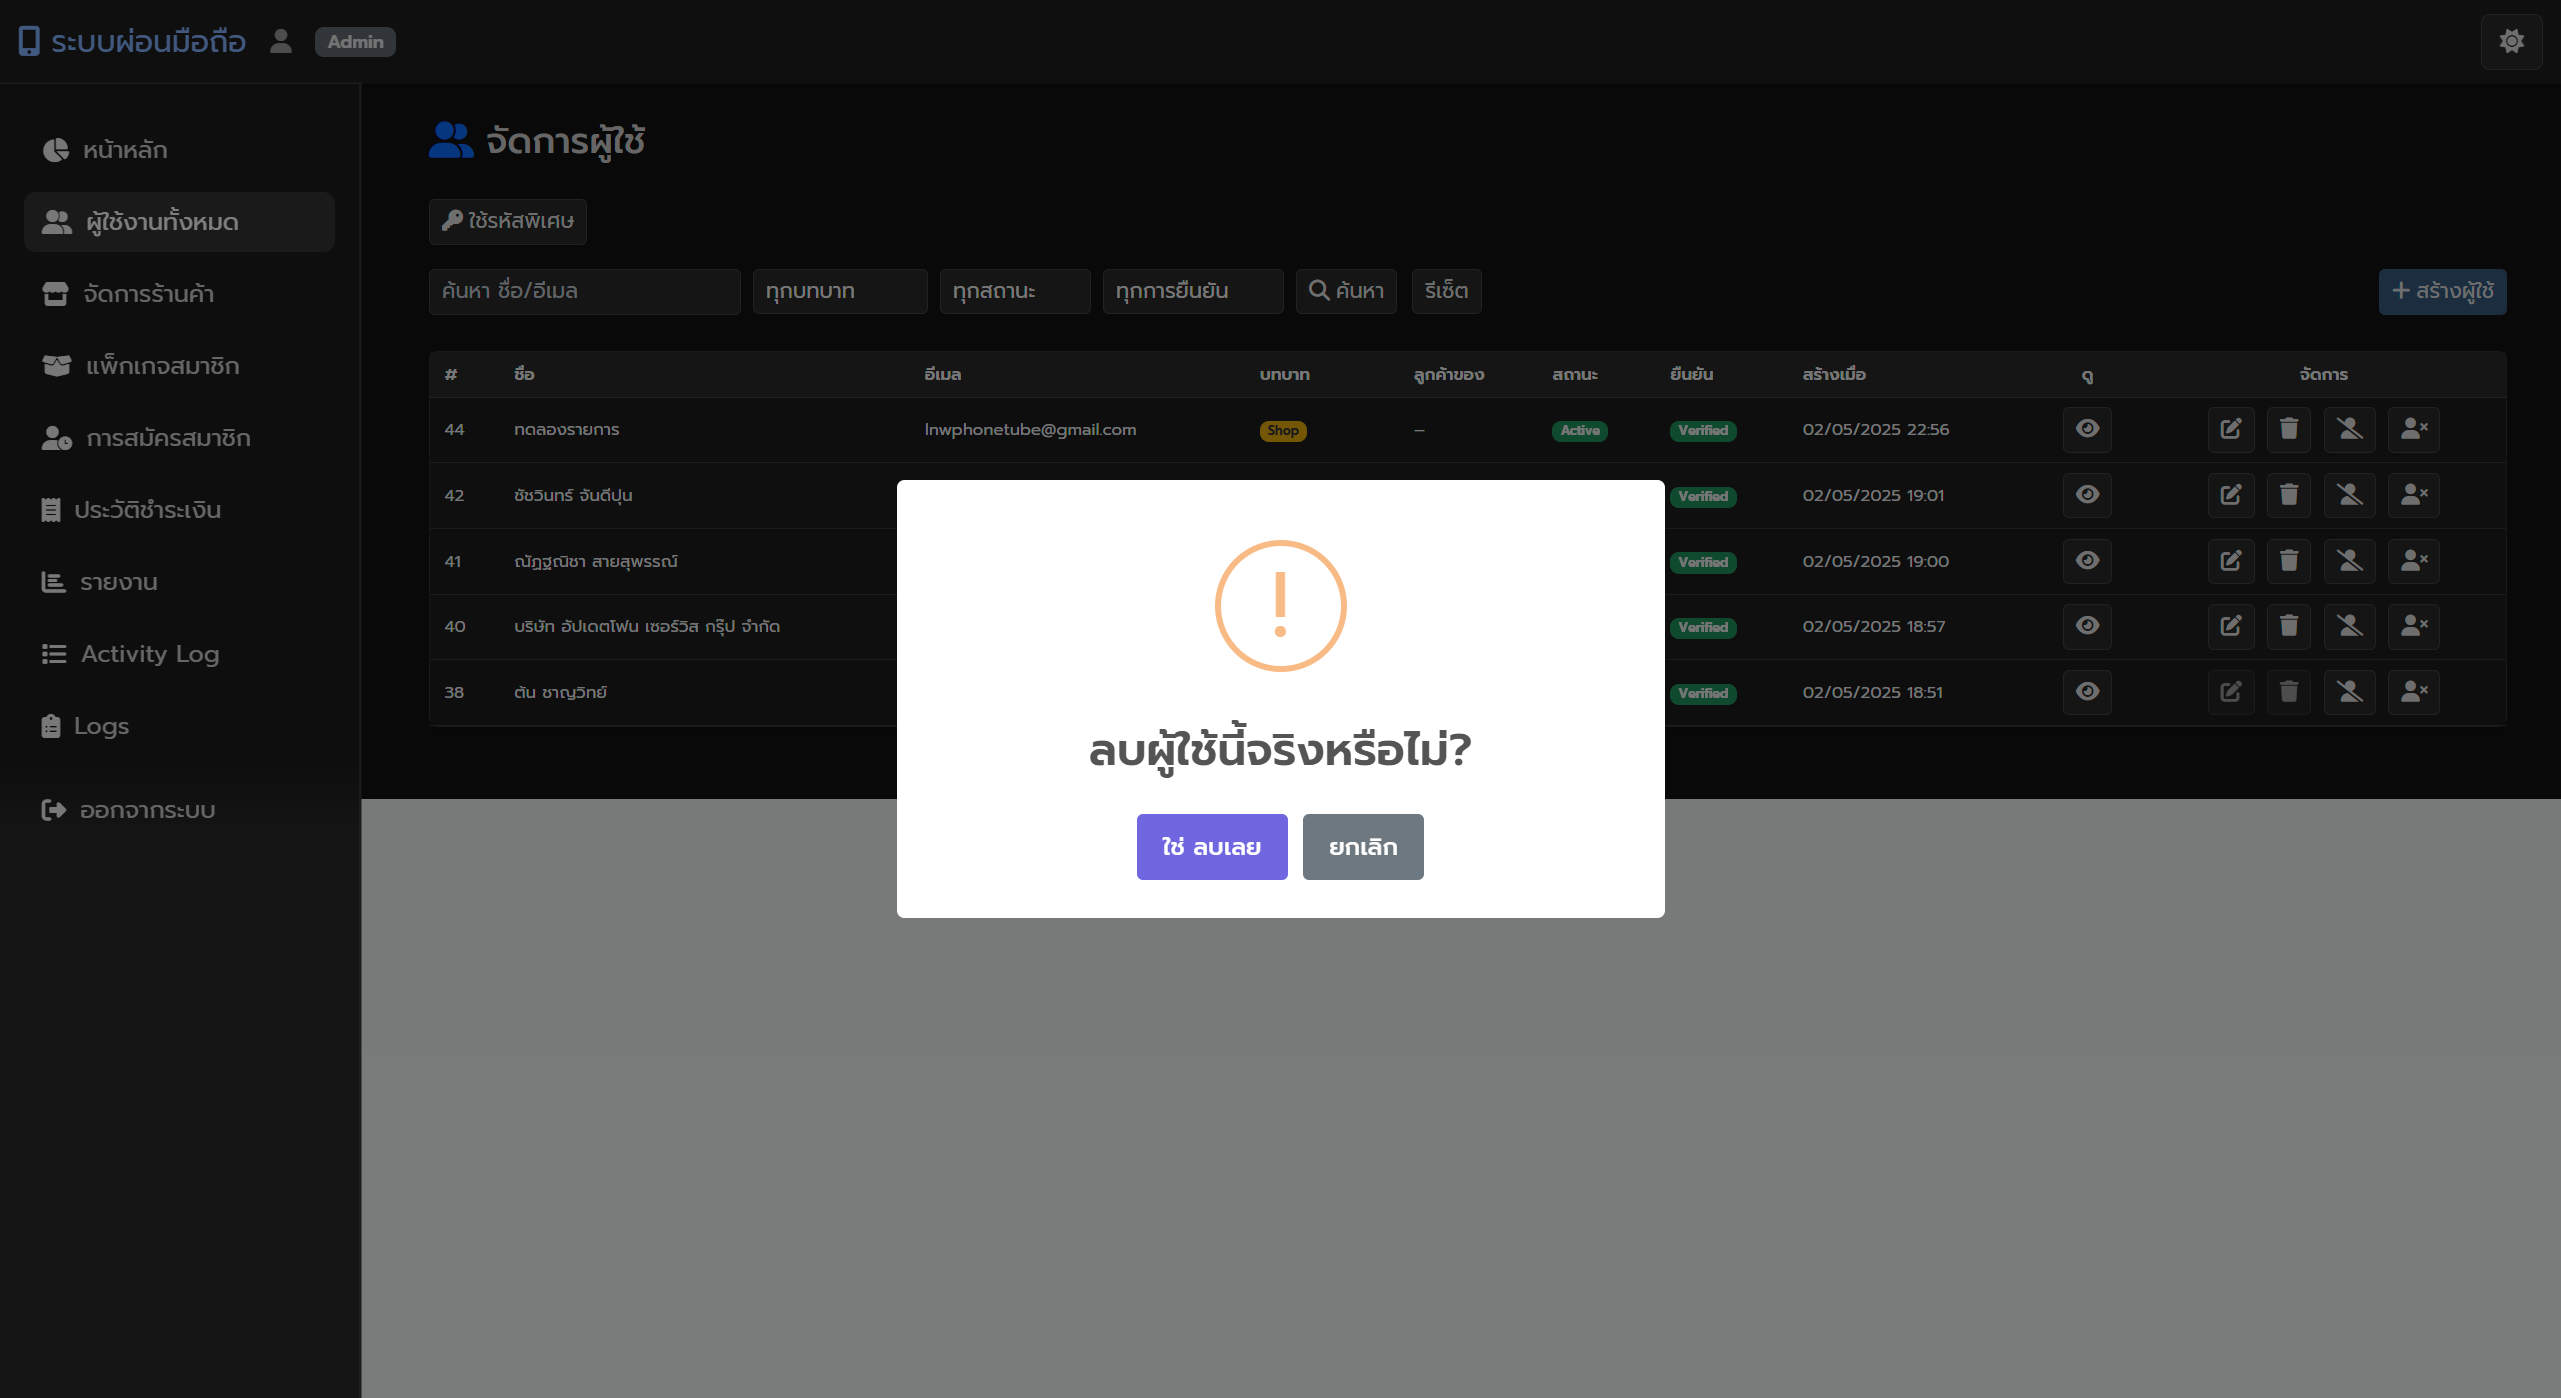 ระบบผ่อนมือถือ Admin
หน้าหลัก
ผู้ใช้งานทั้งหมด
จัดการร้านค้า
แพ็กเกจสมาชิก
การสมัครสมาชิก
ประวัติชำระเงิน
รายงาน
Activity Log
Logs
ออกจากระบบ
จัดการผู้ใช้
ใช้รหัสพิเศษ
ค้นหา ชื่อ/อีเมล ทุกบทบาท ทุกสถานะ ทุกการยืนยัน ค้นหา รีเซ็ต สร้างผู้ใช้
# ชื่อ อีเมล บทบาท ลูกค้าของ สถานะ ยืนยัน สร้างเมื่อ ดู จัดการ
44 ทดลองรายการ lnwphonetube@gmail.com Shop – Active Verified 02/05/2025 22:56
42 ชัชวินทร์ จันดีปุน Verified 02/05/2025 19:01
41 ณัฏฐณิชา สายสุพรรณ์ Verified 02/05/2025 19:00
40 บริษัท อัปเดตโฟน เซอร์วิส กรุ๊ป จำกัด Verified 02/05/2025 18:57
38 ต้น ชาญวิทย์ Verified 02/05/2025 18:51
ลบผู้ใช้นี้จริงหรือไม่?
ใช่ ลบเลย ยกเลิก